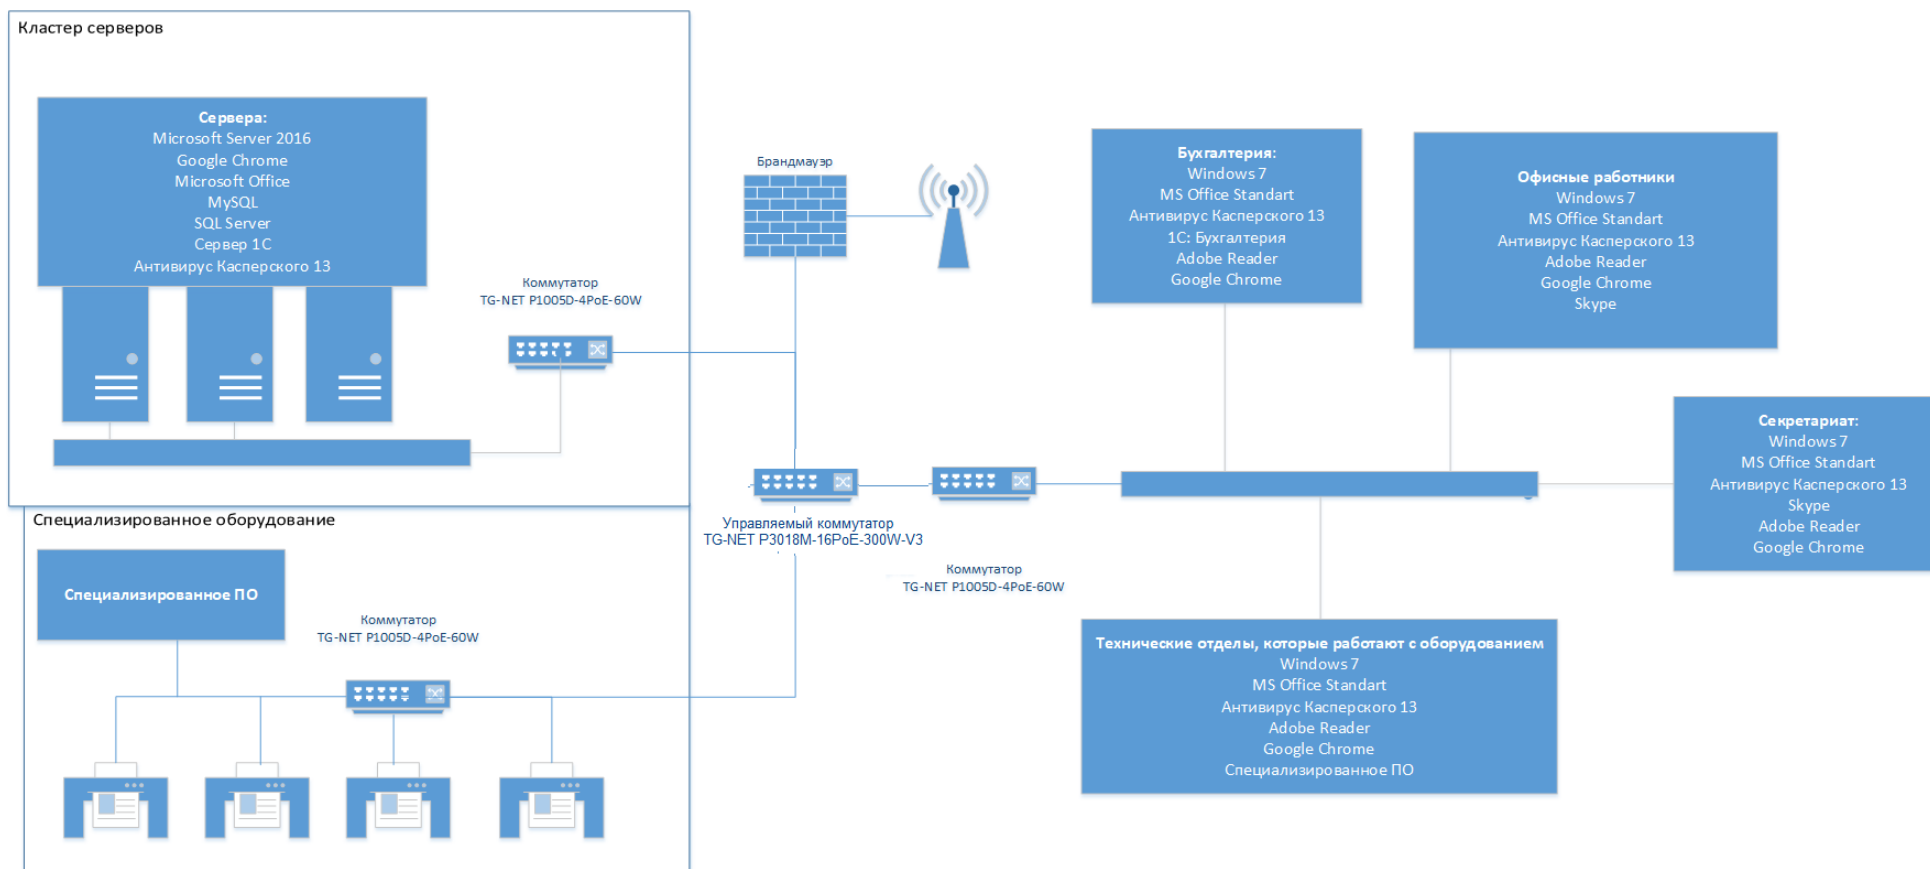 Кластер серверов
Сервера:
Microsoft Server 2016
Google Chrome
Microsoft Office
MySQL
SQL Server
Сервер 1С
Антивирус Касперского 13
Коммутатор
TG-NET P1005D-4PoE-60W
Брандмауэр
Бухгалтерия:
Windows 7
MS Office Standart
Антивирус Касперского 13
1С: Бухгалтерия
Adobe Reader
Google Chrome
Офисные работники
Windows 7
MS Office Standart
Антивирус Касперского 13
Adobe Reader
Google Chrome
Skype
Секретариат:
Windows 7
MS Office Standart
Антивирус Касперского 13
Skype
Adobe Reader
Google Chrome
Управляемый коммутатор
TG-NET P3018M-16PoE-300W-V3
Коммутатор
TG-NET P1005D-4PoE-60W
Специализированное оборудование
Специализированное ПО
Коммутатор
TG-NET P1005D-4PoE-60W
Технические отделы, которые работают с оборудованием
Windows 7
MS Office Standart
Антивирус Касперского 13
Adobe Reader
Google Chrome
Специализированное ПО